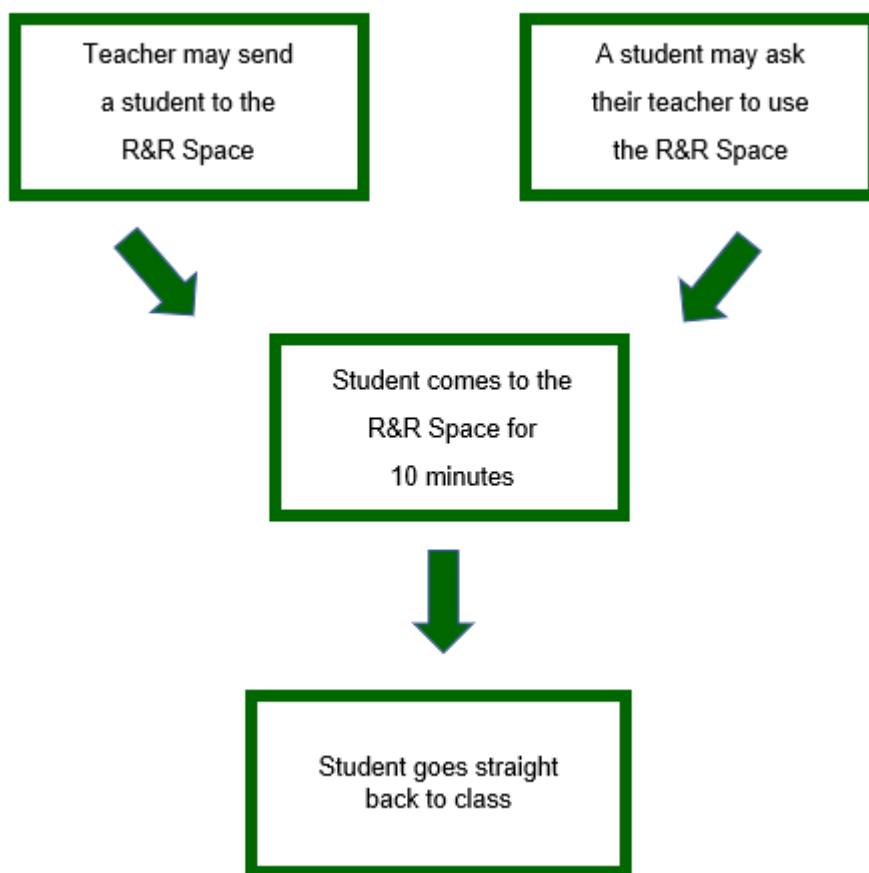 Teacher may send
a student to the
R&R Space
A student may ask
their teacher to use
the R&R Space
Student comes to the
R&R Space for
10 minutes
Student goes straight
back to class